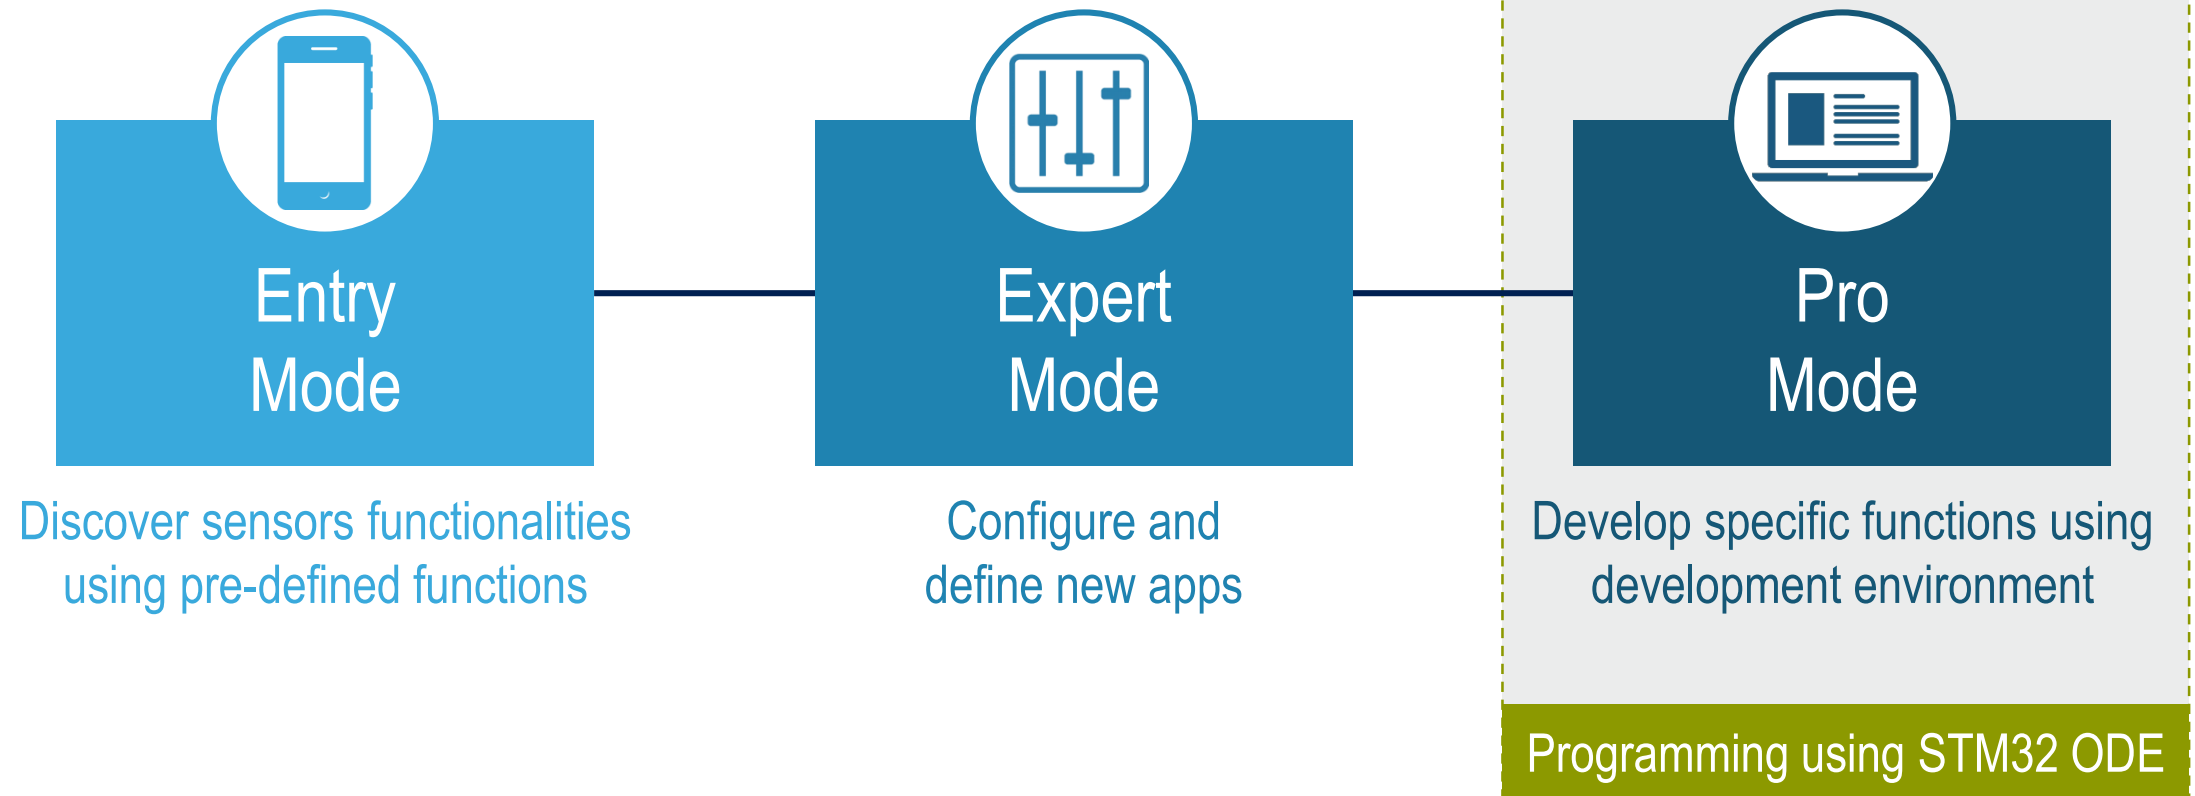 Entry
Mode
Discover sensors functionalities
using pre-defined functions
Expert
Mode
Configure and
define new apps
Pro
Mode
Develop specific functions using
development environment
Programming using STM32 ODE